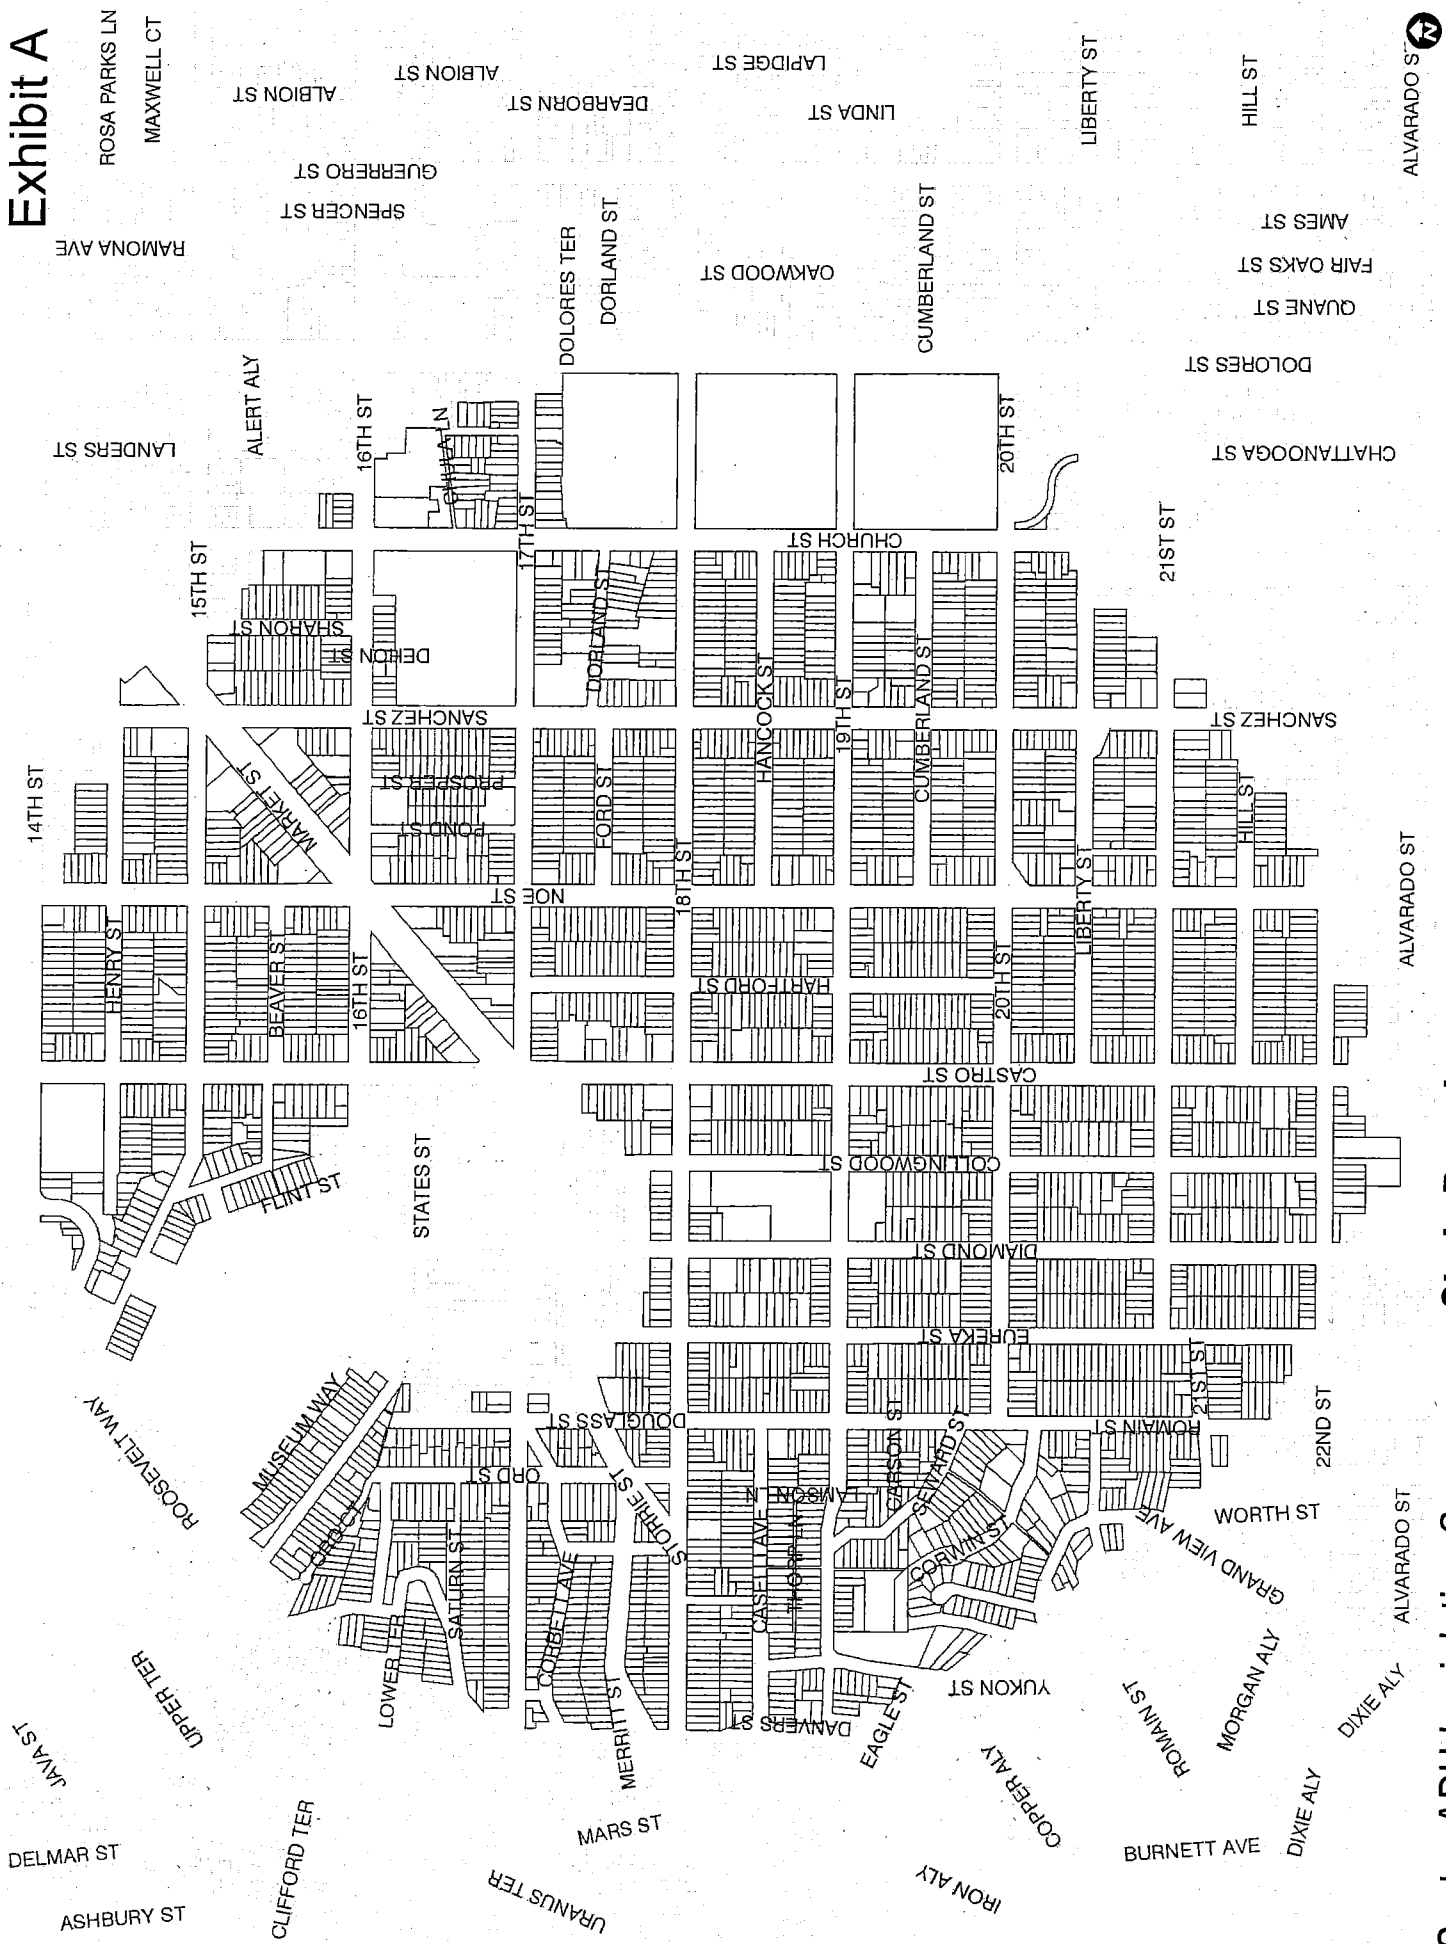 Exhibit A
ROSA PARKS LN
MAXWELL CT
ALBION ST
ALBION ST
DEARBORN ST
LAPIDGE ST
LINDA ST
LIBERTY ST
HILL ST
ALVARADO ST
N
GUERRERO ST
SPENCER ST
RAMONA AVE
DOLORES TER
DORLAND ST
OAKWOOD ST
CUMBERLAND ST
AMES ST
FAIR OAKS ST
QUANE ST
DOLORES ST
CHATTANOOGA ST
LANDERS ST
ALERT ALY
16TH ST
CHULA LN
20TH ST
15TH ST
17TH ST
CHURCH ST
21ST ST
SHARON ST
DEHON ST
DORLAND ST
HANCOCK ST
19TH ST
CUMBERLAND ST
SANCHEZ ST
SANCHEZ ST
14TH ST
MARKET ST
PROSPER ST
POND ST
FORD ST
18TH ST
HILL ST
ALVARADO ST
NOE ST
LIBERTY ST
HENRY ST
BEAVER ST
16TH ST
HARTFORD ST
20TH ST
CASTRO ST
STATES ST
FLINT ST
COLLINGWOOD ST
DIAMOND ST
EUREKA ST
21ST ST
22ND ST
ROOSEVELT WAY
MUSEUM WAY
DOUGLASS ST
ROMAIN ST
ORD ST
ORD CT
STORRIE ST
LAMSON LN
CARSON ST
SEWARD ST
WORTH ST
GRAND VIEW AVE
ALVARADO ST
SATURN ST
CORBETT AVE
CASELLI AVE
THORP LN
CORWIN ST
LOWER TER
UPPER TER
JAVA ST
MERRITT ST
DANVERS ST
EAGLE ST
YUKON ST
ROMAIN ST
MORGAN ALY
DIXIE ALY
COPPER ALY
DELMAR ST
CLIFFORD TER
MARS ST
BURNETT AVE
DIXIE ALY
ASHBURY ST
URANUS TER
IRON ALY